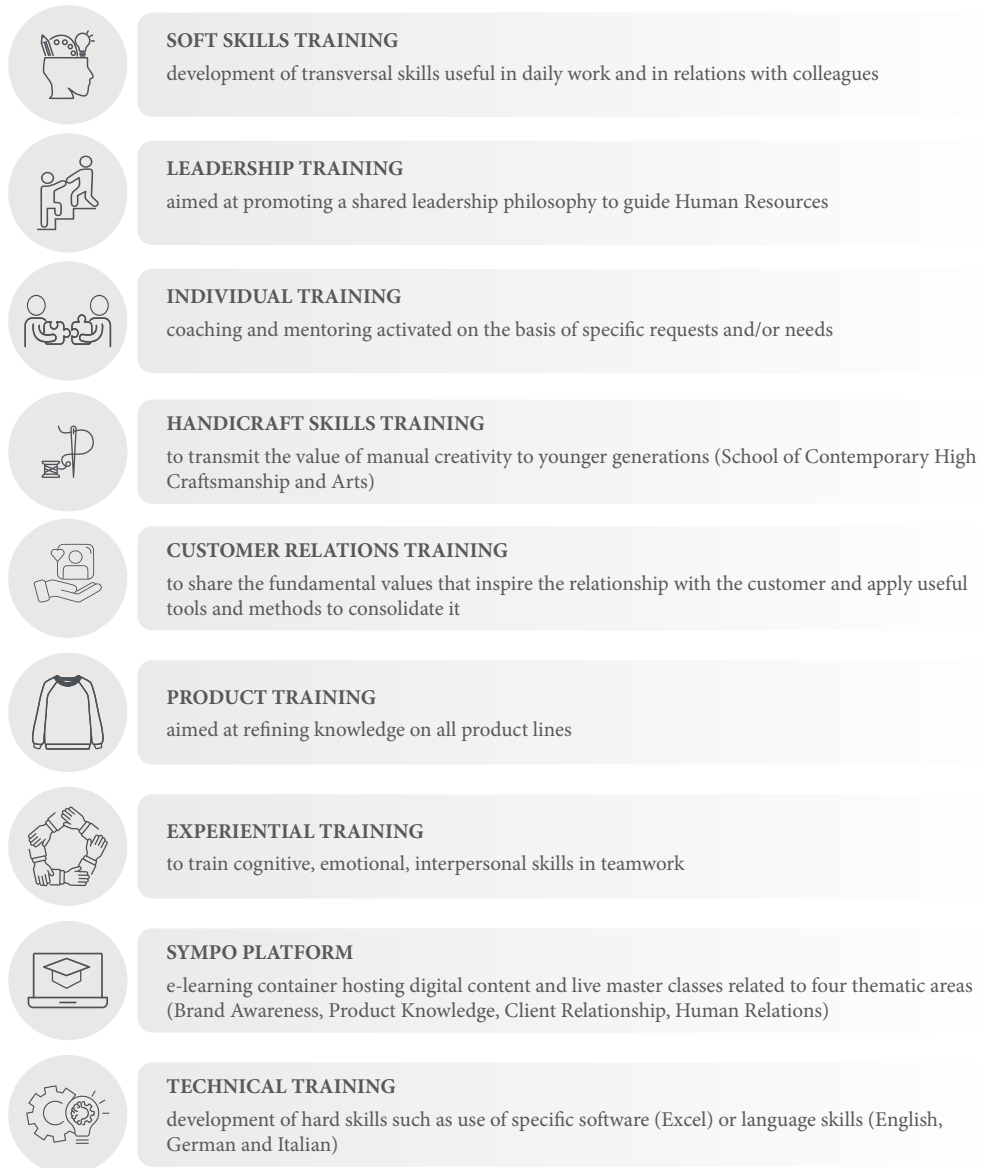 SOFT SKILLS TRAINING
development of transversal skills useful in daily work and in relations with colleagues
LEADERSHIP TRAINING
aimed at promoting a shared leadership philosophy to guide Human Resources
INDIVIDUAL TRAINING
coaching and mentoring activated on the basis of specific requests and/or needs
HANDICRAFT SKILLS TRAINING
to transmit the value of manual creativity to younger generations (School of Contemporary High
Craftsmanship and Arts)
CUSTOMER RELATIONS TRAINING
to share the fundamental values that inspire the relationship with the customer and apply useful
tools and methods to consolidate it
PRODUCT TRAINING
aimed at refining knowledge on all product lines
EXPERIENTIAL TRAINING
to train cognitive, emotional, interpersonal skills in teamwork
SYMPO PLATFORM
e-learning container hosting digital content and live master classes related to four thematic areas
(Brand Awareness, Product Knowledge, Client Relationship, Human Relations)
TECHNICAL TRAINING
development of hard skills such as use of specific software (Excel) or language skills (English,
German and Italian)